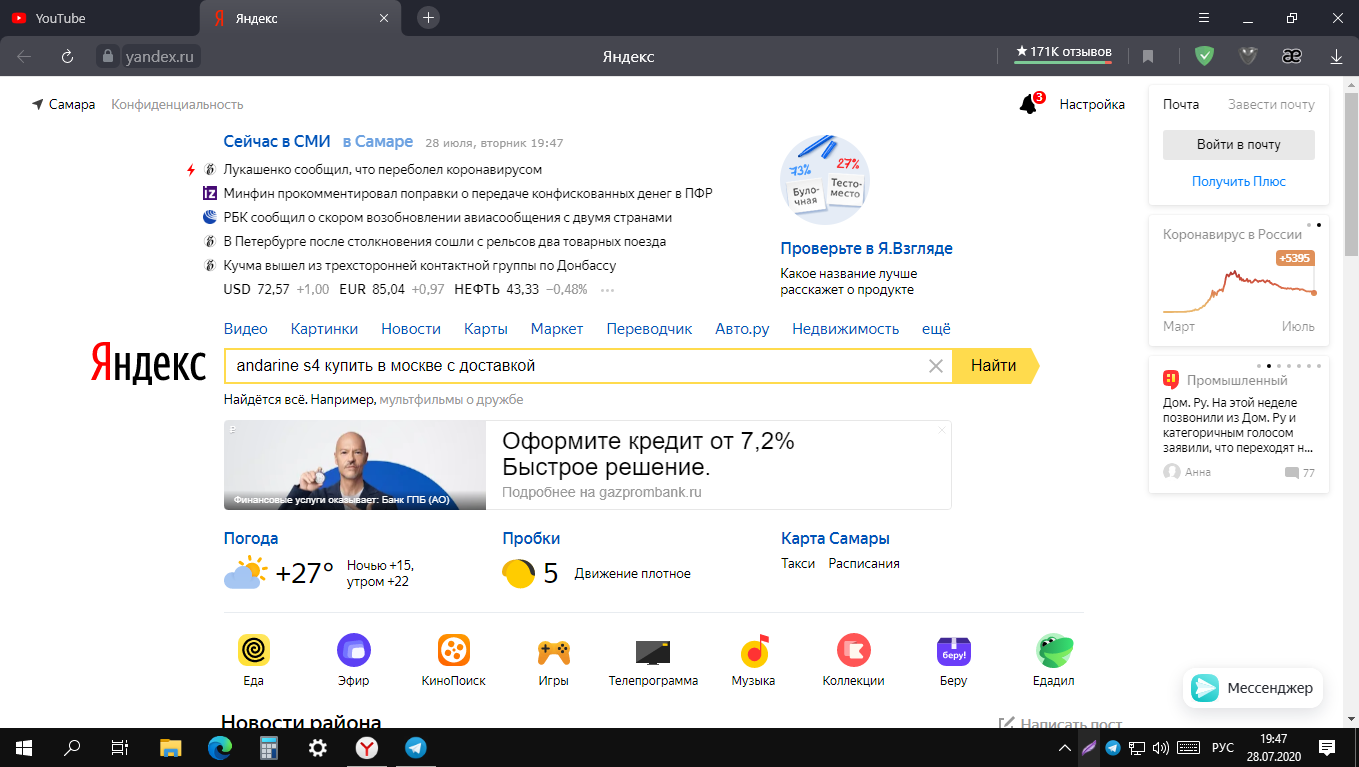 YouTube
Яндекс
yandex.ru
Яндекс
★171K отзывов
Самара Конфиденциальность
3
Настройка
Почта Завести почту
Войти в почту
Получить Плюс
Сейчас в СМИ в Самаре 28 июля, вторник 19:47
Лукашенко сообщил, что переболел коронавирусом
Минфин прокомментировал поправки о передаче конфискованных денег в ПФР
РБК сообщил о скором возобновлении авиасообщения с двумя странами
В Петербурге после столкновения сошли с рельсов два товарных поезда
Кучма вышел из трехсторонней контактной группы по Донбассу
USD 72,57 +1,00 EUR 85,04 +0,97 НЕФТЬ 43,33 −0,48% ···
73% 27%
Було-
чная
Тесто-
место
Проверьте в Я.Взгляде
Какое название лучше
расскажет о продукте
Коронавирус в России
+5395
Март Июль
Видео Картинки Новости Карты Маркет Переводчик Авто.ру Недвижимость ещё
Яндекс
andarine s4 купить в москве с доставкой
Найти
Найдётся всё. Например, мультфильмы о дружбе
Промышленный
Дом. Ру. На этой неделе
позвонили из Дом. Ру и
категоричным голосом
заявили, что переходят н...
Анна 77
Финансовые услуги оказывает: Банк ГПБ (АО)
Оформите кредит от 7,2%
Быстрое решение.
Подробнее на gazprombank.ru
Погода
+27°
Ночью +15,
утром +22
Пробки
5 Движение плотное
Карта Самары
Такси Расписания
беру!
Еда Эфир КиноПоиск Игры Телепрограмма Музыка Коллекции Беру Едадил
Мессенджер
Новости района
Написать пост
РУС
19:47
28.07.2020